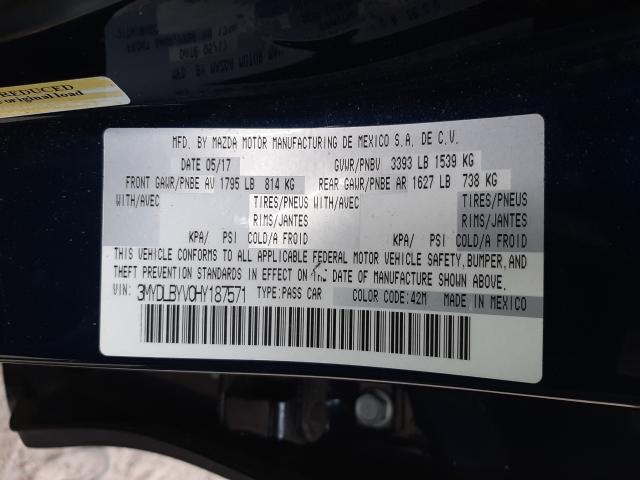 REDUCED
original load
MFD. BY MAZDA MOTOR MANUFACTURING DE MEXICO S.A. DE C.V.
DATE 05/17 GVWR/PNBV 3393 LB 1539 KG
FRONT GAWR/PNBE AV 1795 LB 814 KG REAR GAWR/PNBE AR 1627 LB 738 KG
WITH/AVEC TIRES/PNEUS WITH/AVEC TIRES/PNEUS
RIMS/JANTES RIMS/JANTES
KPA/ PSI COLD/A FROID KPA/ PSI COLD/A FROID
THIS VEHICLE CONFORMS TO ALL APPLICABLE FEDERAL MOTOR VEHICLE SAFETY, BUMPER, AND
THEFT PREVENTION STANDARDS IN EFFECT ON DATE OF MANUFACTURE SHOWN ABOVE.
VIN: 3MYDLBYV0HY187571 TYPE:PASS CAR COLOR CODE:42M MADE IN MEXICO